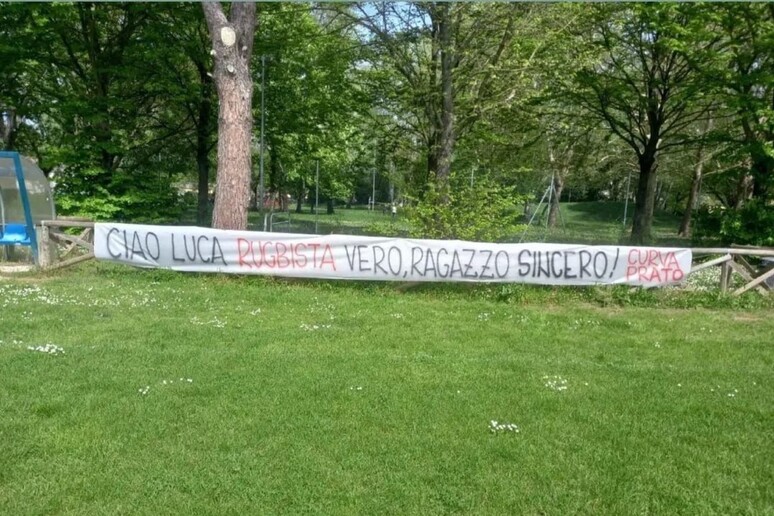 CIAO LUCA RUGBISTA VERO, RAGAZZO SINCERO!
CURVA
PRATO